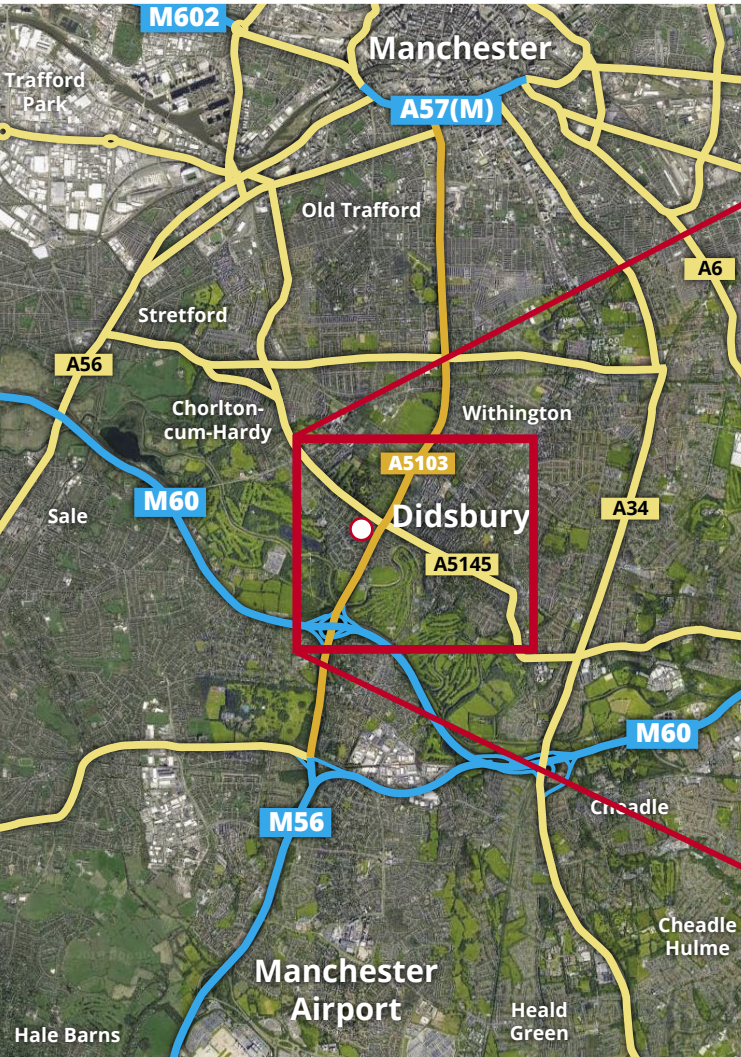 M602
Manchester
Trafford
Park
A57(M)
Old Trafford
A6
Stretford
A56
Chorlton-
cum-Hardy
Withington
A5103
M60
Sale
Didsbury
A34
A5145
M60
Cheadle
M56
Cheadle
Hulme
Manchester
Airport
Heald
Green
Hale Barns